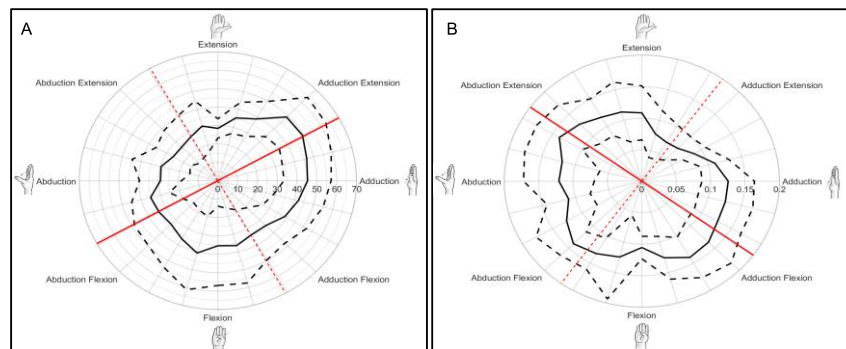 A
Extension
Abduction Extension
Adduction Extension
Abduction
0 10 20 30 40 50 60 70
Adduction
Abduction Flexion
Adduction Flexion
Flexion
B
Extension
Abduction Extension
Adduction Extension
Abduction
0 0.05 0.1 0.15 0.2
Adduction
Abduction Flexion
Adduction Flexion
Flexion